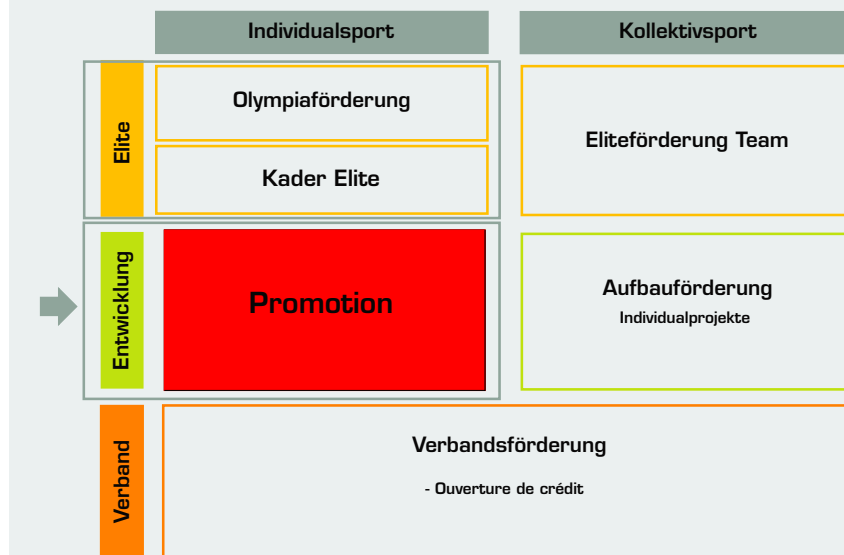 Individualsport
Kollektivsport
Elite
Olympiaförderung
Kader Elite
Eliteförderung Team
Entwicklung
Promotion
Aufbauförderung
Individualprojekte
Verband
Verbandsförderung
- Ouverture de crédit